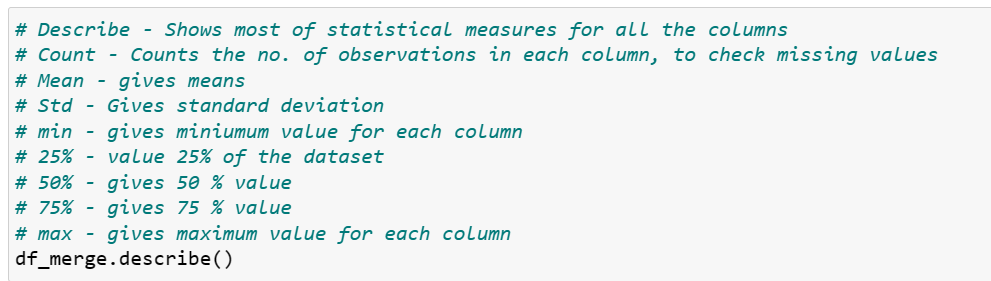 # Describe - Shows most of statistical measures for all the columns
# Count - Counts the no. of observations in each column, to check missing values
# Mean - gives means
# Std - Gives standard deviation
# min - gives miniumum value for each column
# 25% - value 25% of the dataset
# 50% - gives 50 % value
# 75% - gives 75 % value
# max - gives maximum value for each column
df_merge.describe()